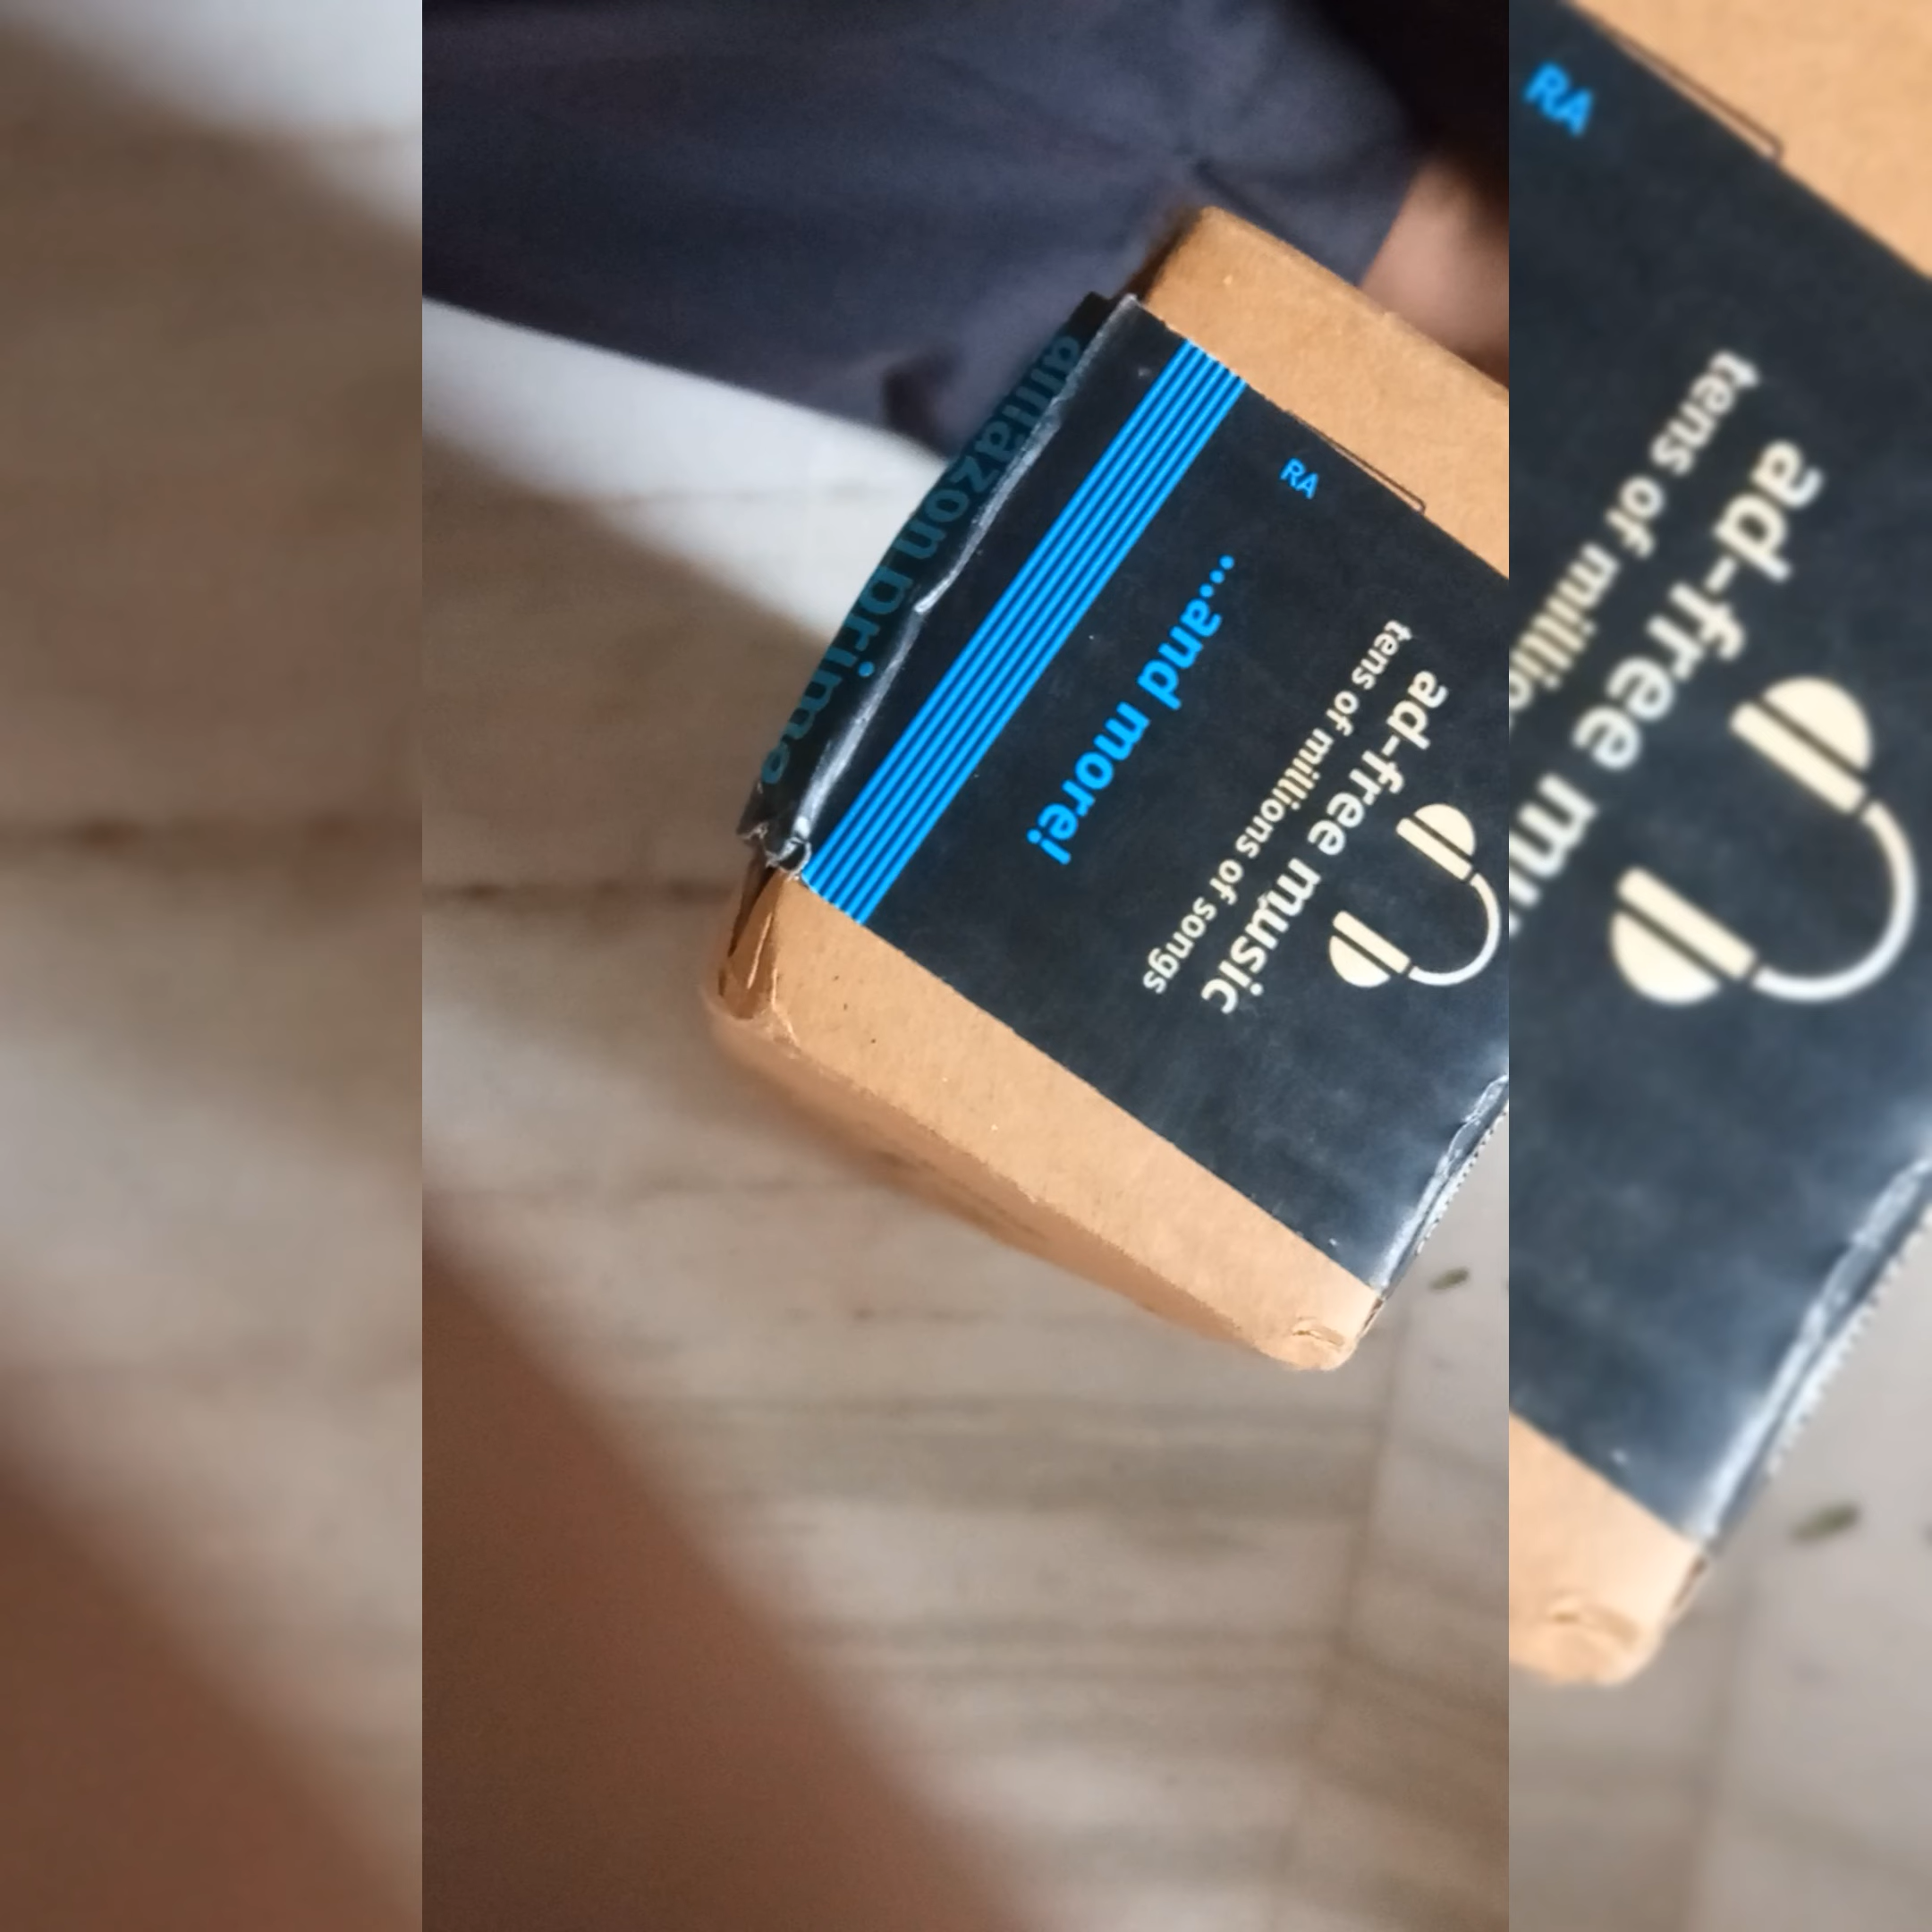 amazon prime
RA
ad-free music
tens of millions of songs
...and more!